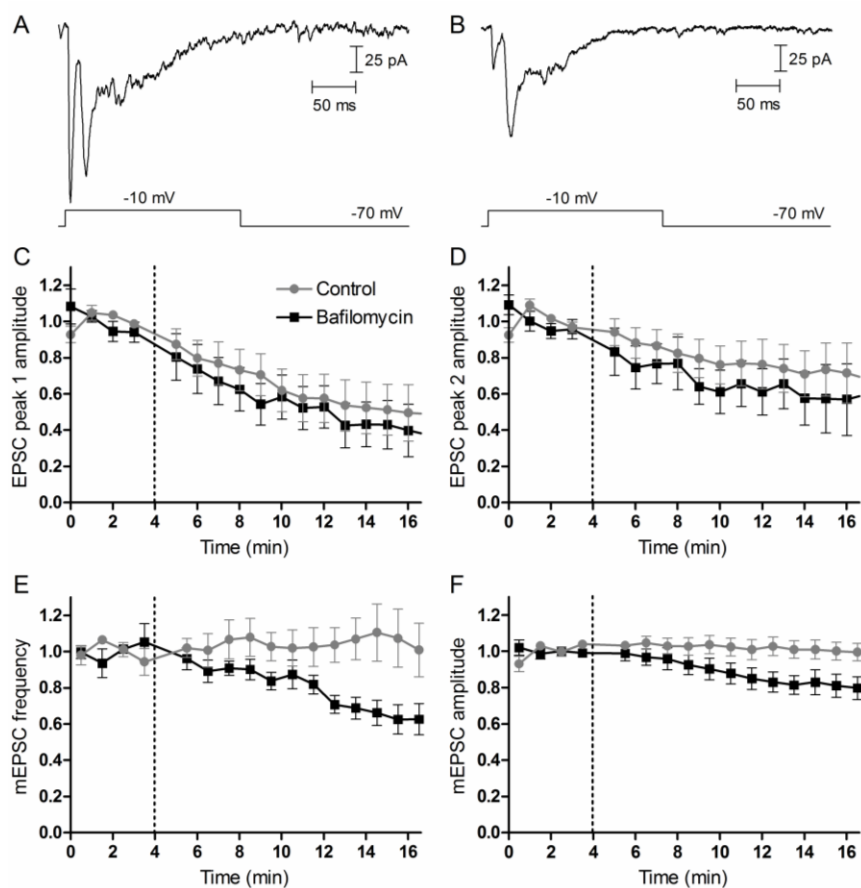 A
25 pA
50 ms
-10 mV
-70 mV
B
25 pA
50 ms
-10 mV
-70 mV
C
EPSC peak 1 amplitude
1.2
1.0
0.8
0.6
0.4
0.2
0.0
0 2 4 6 8 10 12 14 16
Time (min)
Control
Bafilomycin
D
EPSC peak 2 amplitude
1.2
1.0
0.8
0.6
0.4
0.2
0.0
0 2 4 6 8 10 12 14 16
Time (min)
E
mEPSC frequency
1.2
1.0
0.8
0.6
0.4
0.2
0.0
0 2 4 6 8 10 12 14 16
Time (min)
F
mEPSC amplitude
1.2
1.0
0.8
0.6
0.4
0.2
0.0
0 2 4 6 8 10 12 14 16
Time (min)